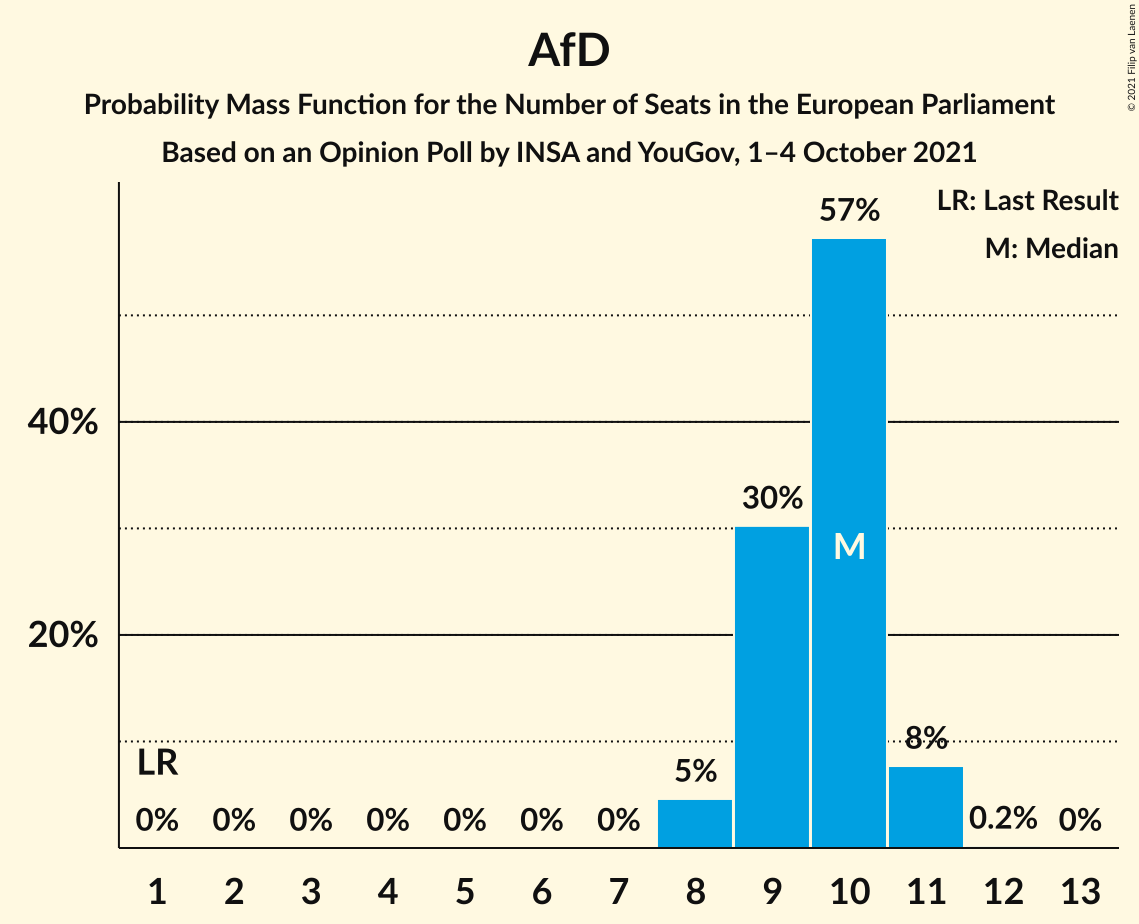 AfD
Probability Mass Function for the Number of Seats in the European Parliament
Based on an Opinion Poll by INSA and YouGov, 1–4 October 2021
© 2021 Filip van Laenen
LR: Last Result
M: Median
57%
40%
30%
M
20%
8%
LR
5%
0% 0% 0% 0% 0% 0% 0% 0.2% 0%
1 2 3 4 5 6 7 8 9 10 11 12 13